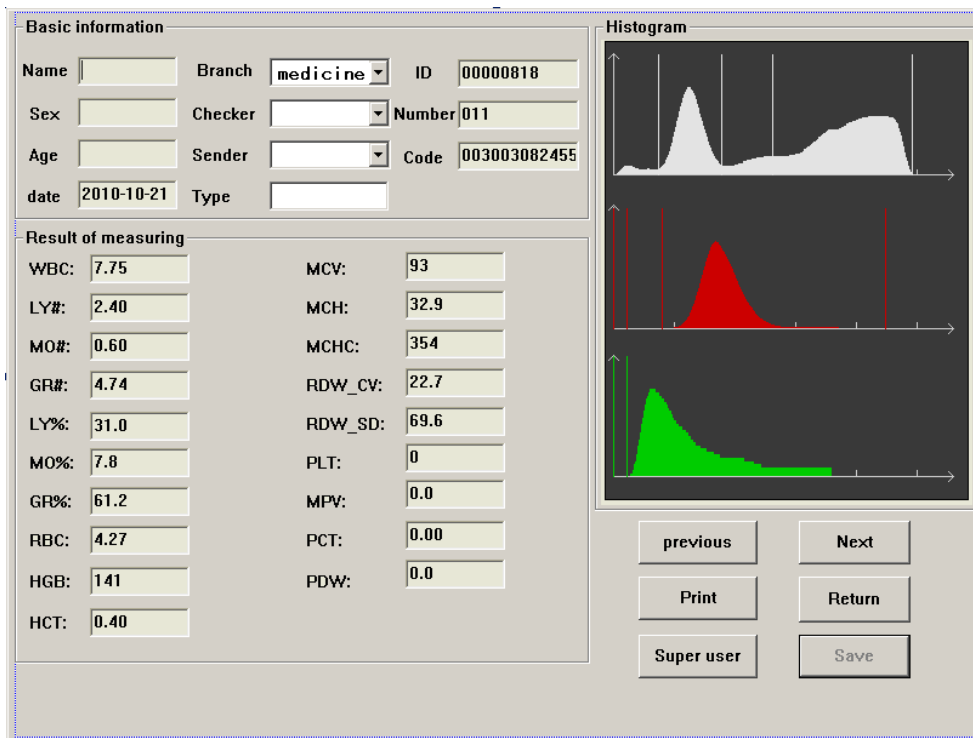 Basic information
Name Branch medicine ID 00000818
Sex Checker Number 011
Age Sender Code 003003082455
date 2010-10-21 Type
Histogram
Result of measuring
WBC: 7.75 MCV: 93
LY#: 2.40 MCH: 32.9
MO#: 0.60 MCHC: 354
GR#: 4.74 RDW_CV: 22.7
LY%: 31.0 RDW_SD: 69.6
MO%: 7.8 PLT: 0
GR%: 61.2 MPV: 0.0
RBC: 4.27 PCT: 0.00
HGB: 141 PDW: 0.0
HCT: 0.40
previous Next
Print Return
Super user Save